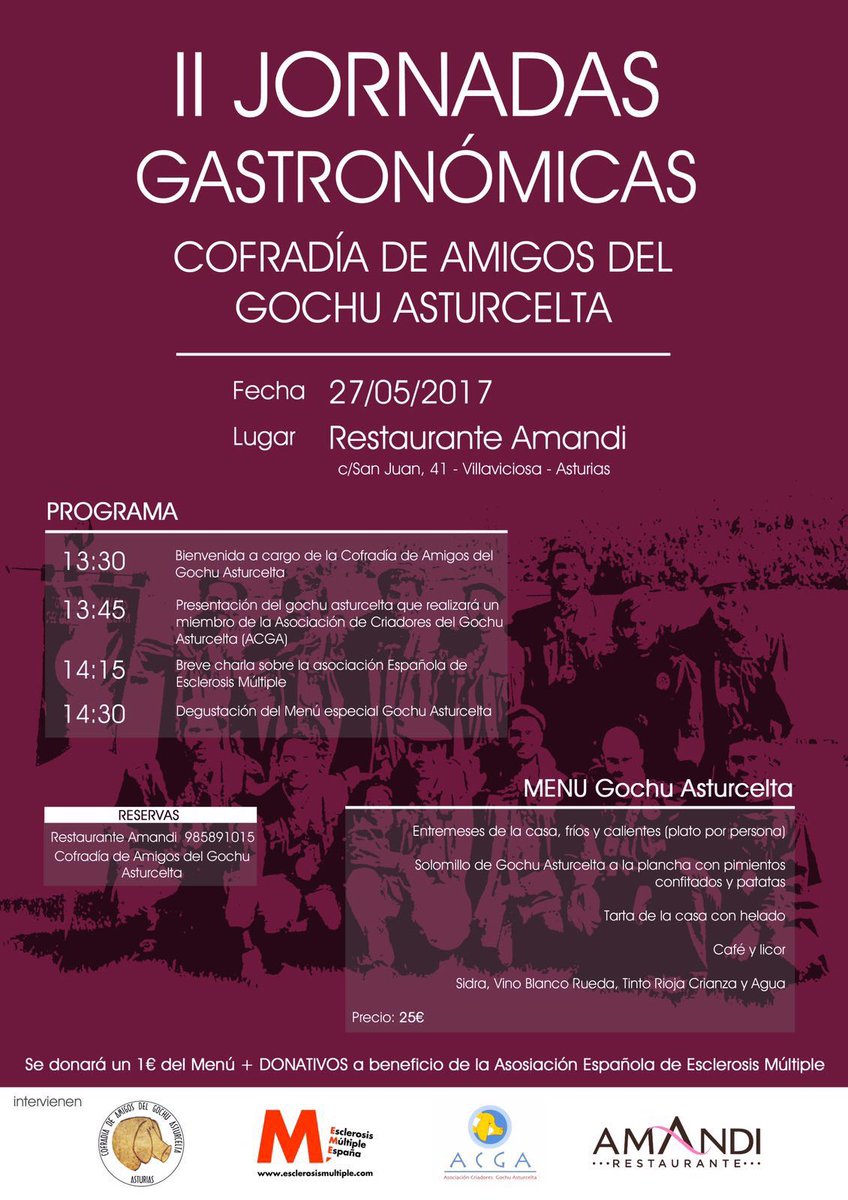 II JORNADAS
GASTRONÓMICAS
COFRADÍA DE AMIGOS DEL
GOCHU ASTURCELTA
Fecha 27/05/2017
Lugar Restaurante Amandi
c/San Juan, 41 - Villaviciosa - Asturias
PROGRAMA
13:30 Bienvenida a cargo de la Cofradía de Amigos del
Gochu Asturcelta
13:45 Presentación del gochu asturcelta que realizará un
miembro de la Asociación de Criadores del Gochu
Asturcelta (ACGA)
14:15 Breve charla sobre la asociación Española de
Esclerosis Múltiple
14:30 Degustación del Menú especial Gochu Asturcelta
RESERVAS
Restaurante Amandi 985891015
Cofradía de Amigos del Gochu
Asturcelta
MENU Gochu Asturcelta
Entremeses de la casa, fríos y calientes (plato por persona)
Solomillo de Gochu Asturcelta a la plancha con pimientos
confitados y patatas
Tarta de la casa con helado
Café y licor
Sidra, Vino Blanco Rueda, Tinto Rioja Crianza y Agua
Precio: 25€
Se donará un 1€ del Menú + DONATIVOS a beneficio de la Asosiación Española de Esclerosis Múltiple
intervienen
COFRADÍA DE AMIGOS DEL GOCHU ASTURCELTA
ASTURIAS
M Esclerosis
Múltiple
España
www.esclerosismultiple.com
ACGA
Asociación Criadores Gochu Asturcelta
AMANDI
RESTAURANTE